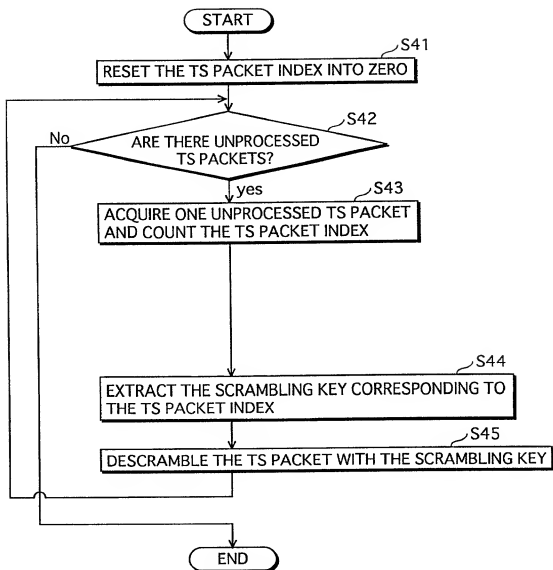 START
S41
RESET THE TS PACKET INDEX INTO ZERO
S42
No
ARE THERE UNPROCESSED
TS PACKETS?
yes
S43
ACQUIRE ONE UNPROCESSED TS PACKET
AND COUNT THE TS PACKET INDEX
S44
EXTRACT THE SCRAMBLING KEY CORRESPONDING TO
THE TS PACKET INDEX
S45
DESCRAMBLE THE TS PACKET WITH THE SCRAMBLING KEY
END